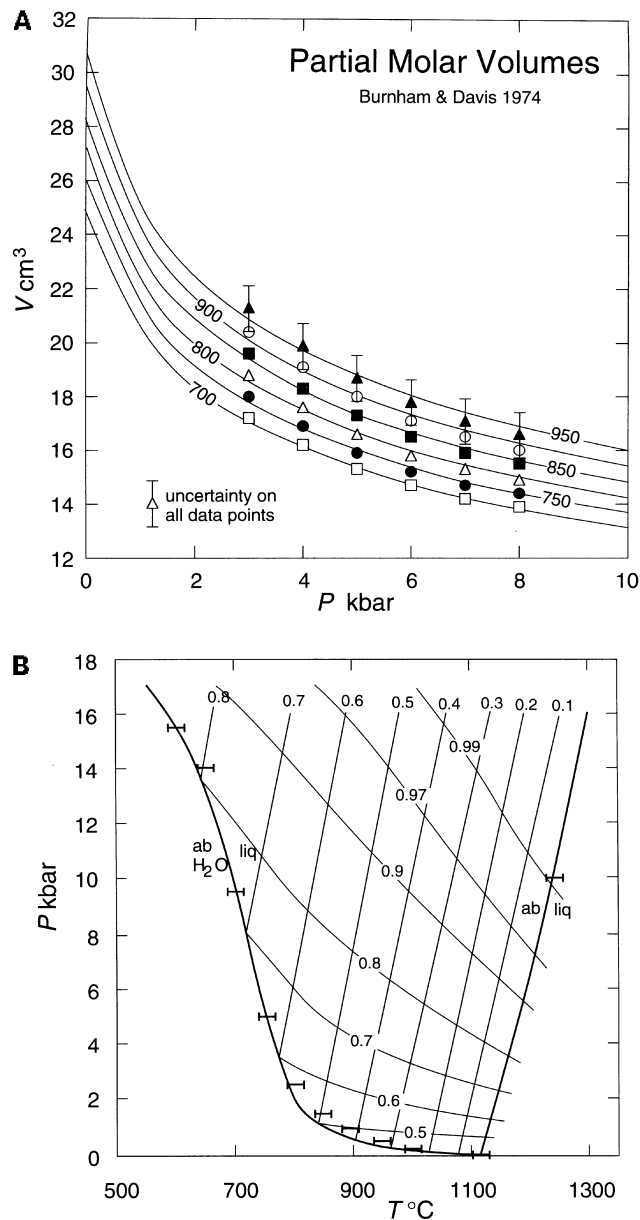 A
Partial Molar Volumes
Burnham & Davis 1974
32
30
28
26
24
22
20
18
16
14
12
V cm³
900
800
700
950
850
750
uncertainty on
all data points
0 2 4 6 8 10
P kbar
B
18
16
14
12
10
8
6
4
2
0
P kbar
0.8 0.7 0.6 0.5 0.4 0.3 0.2 0.1
0.99
0.97
0.9
0.8
0.7
0.6
0.5
ab liq
H₂O
ab liq
500 700 900 1100 1300
T °C